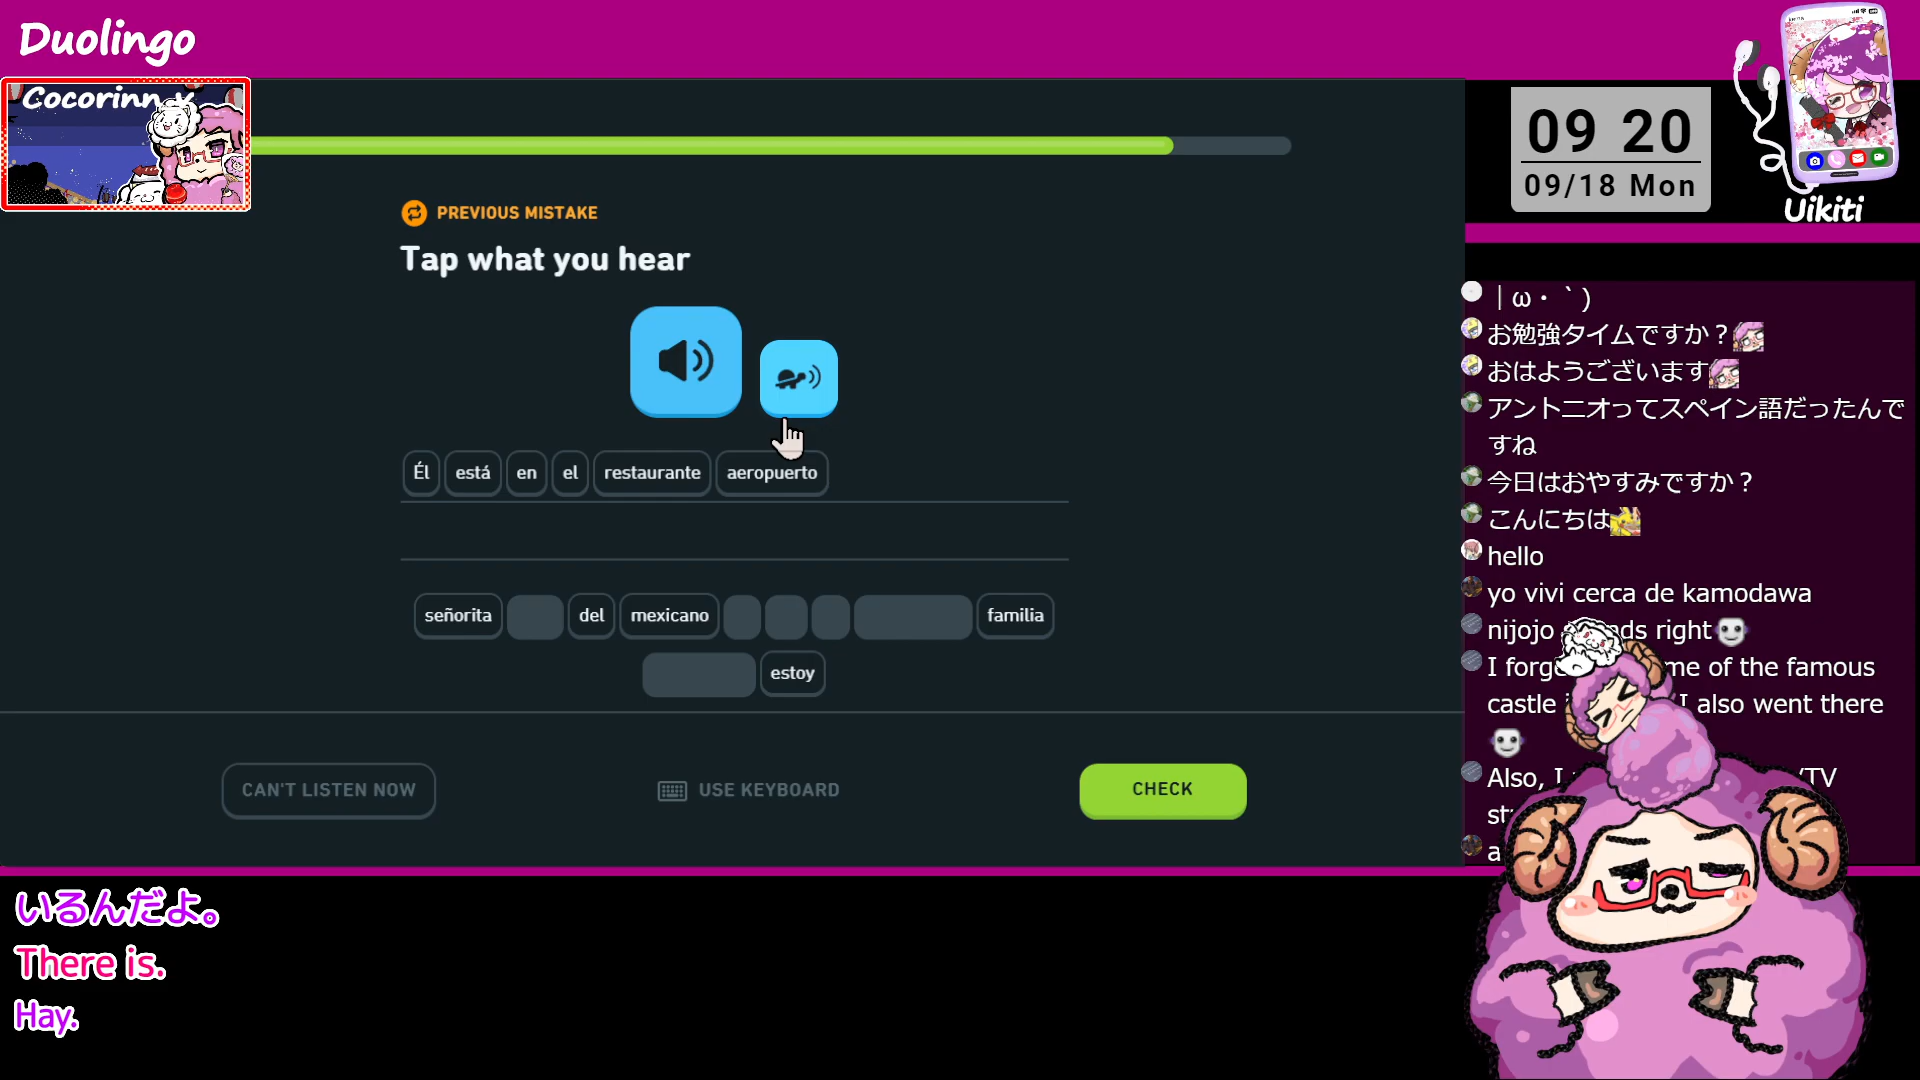 Duolingo
Cocorinn
PREVIOUS MISTAKE
Tap what you hear
Él está en el restaurante aeropuerto
señorita del mexicano familia
estoy
CAN'T LISTEN NOW
USE KEYBOARD
CHECK
09 20
09/18 Mon
Uikiti
|ω・`)
お勉強タイムですか？
おはようございます
アントニオってスペイン語だったんで
すね
今日はおやすみですか？
こんにちは
hello
yo vivi cerca de kamodawa
nijojo right
I of the famous
castle I also went there
Also, I
a
いるんだよ。
There is.
Hay.